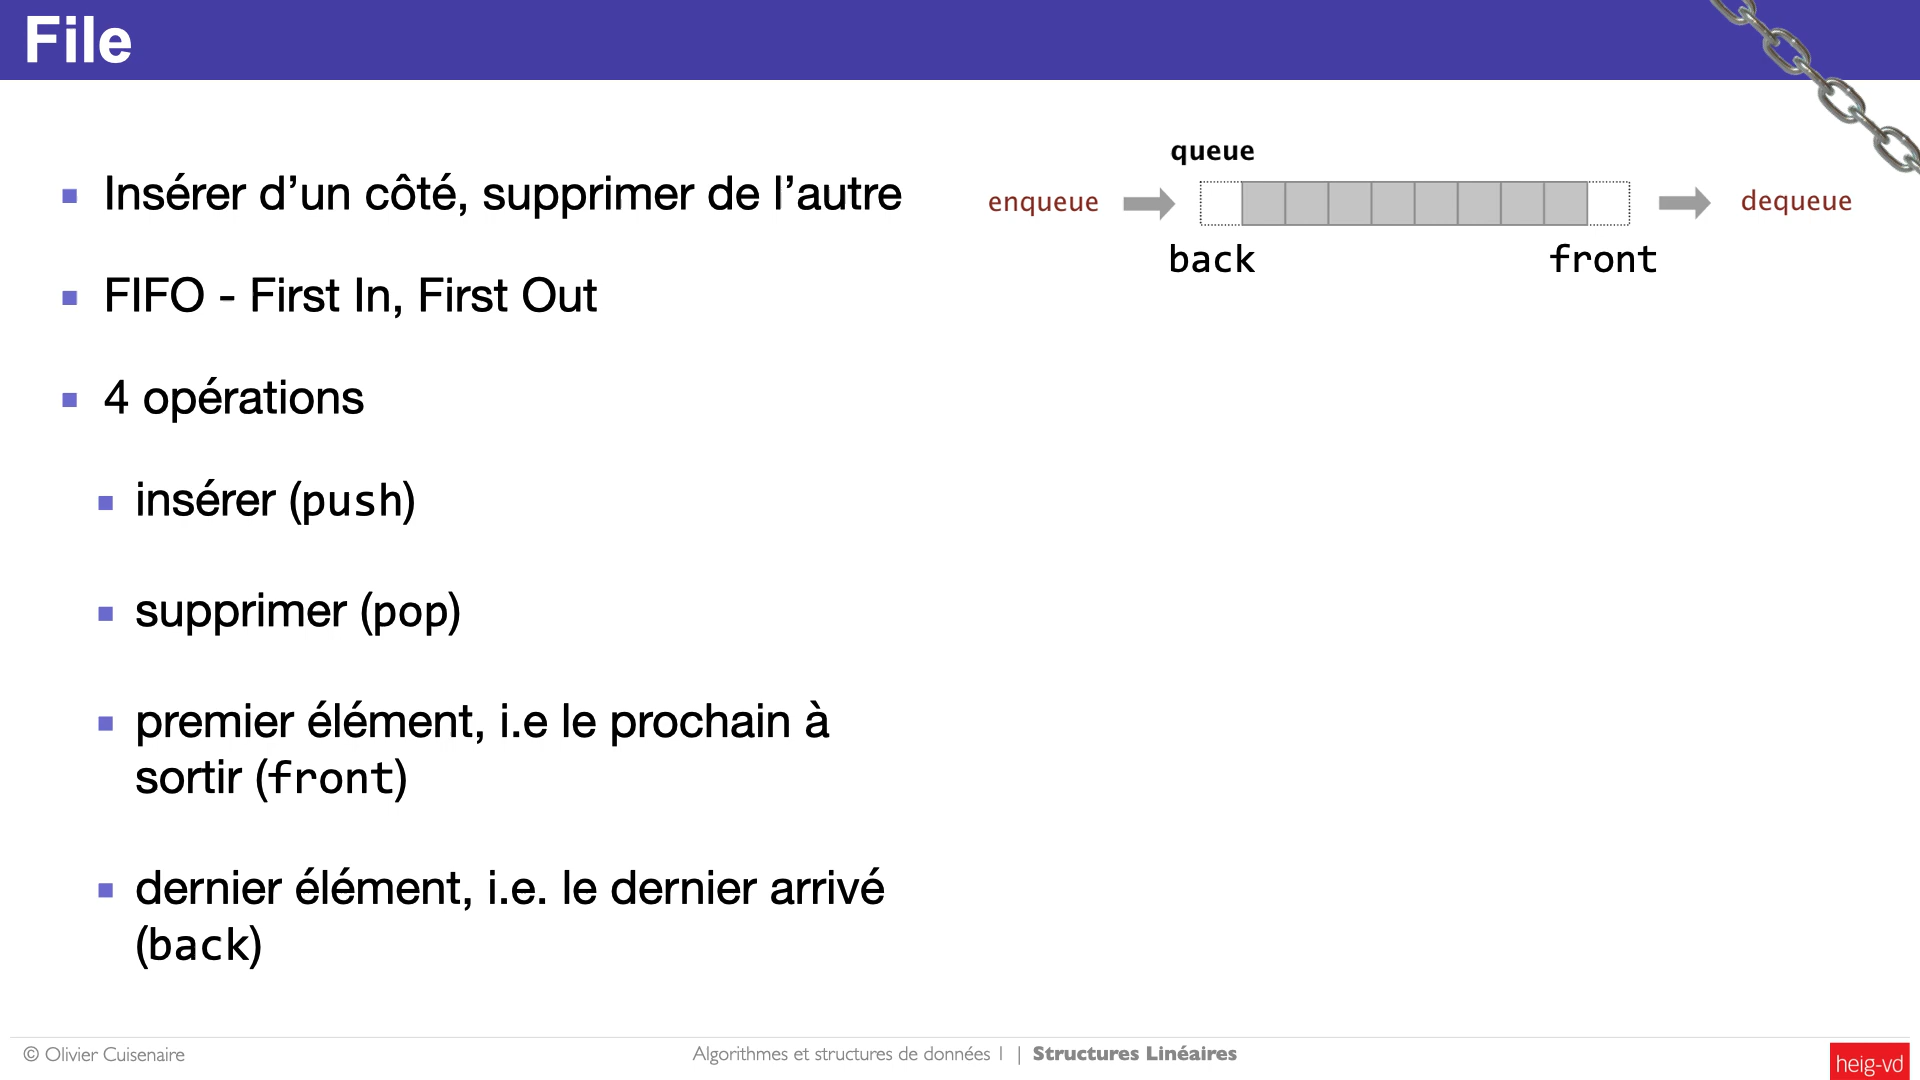 File
Insérer d’un côté, supprimer de l’autre
FIFO - First In, First Out
4 opérations
insérer (push)
supprimer (pop)
premier élément, i.e le prochain à
sortir (front)
dernier élément, i.e. le dernier arrivé
(back)
queue
enqueue
dequeue
back
front
© Olivier Cuisenaire
Algorithmes et structures de données 1 | Structures Linéaires
heig-vd